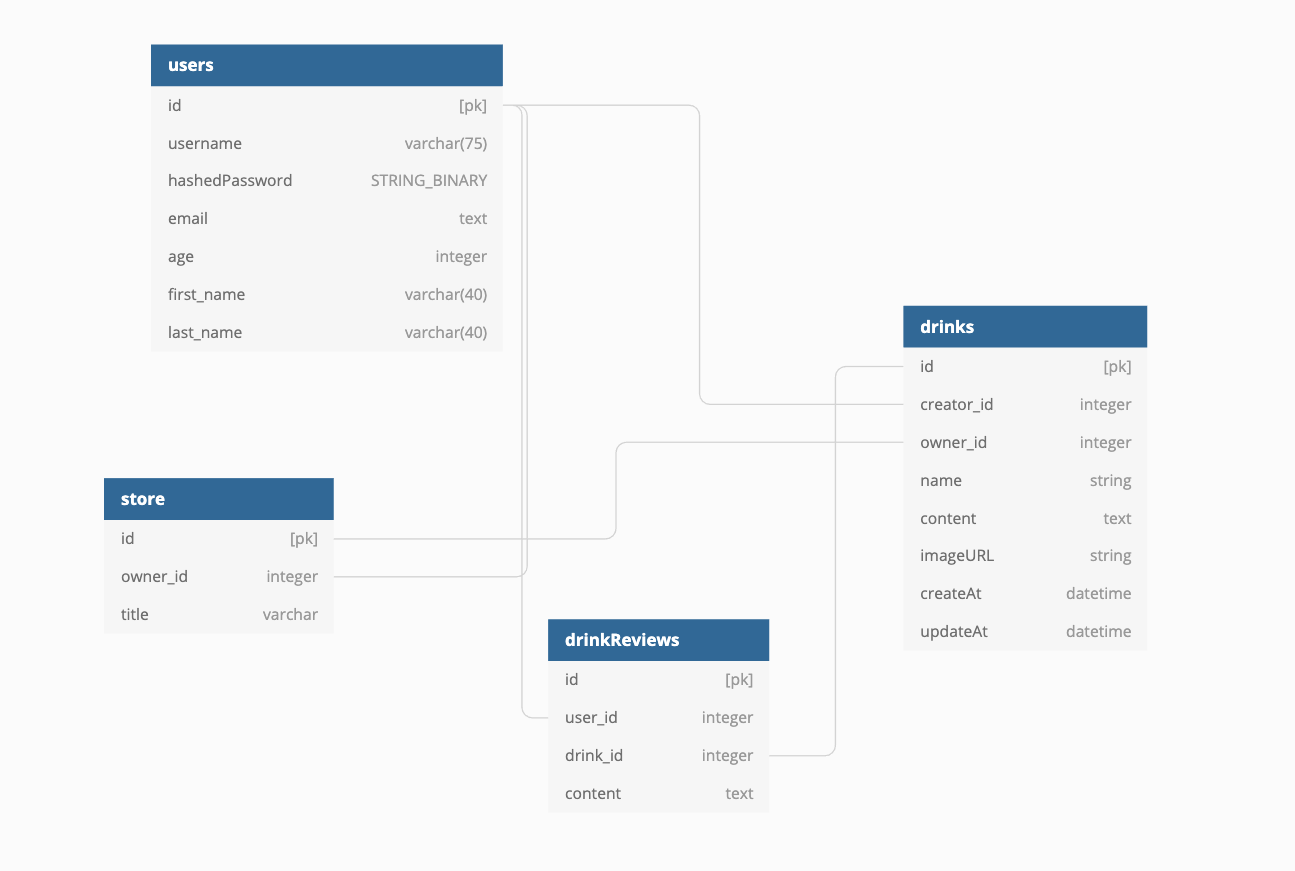 users
id [pk]
username varchar(75)
hashedPassword STRING_BINARY
email text
age integer
first_name varchar(40)
last_name varchar(40)
drinks
id [pk]
creator_id integer
owner_id integer
name string
content text
imageURL string
createAt datetime
updateAt datetime
store
id [pk]
owner_id integer
title varchar
drinkReviews
id [pk]
user_id integer
drink_id integer
content text